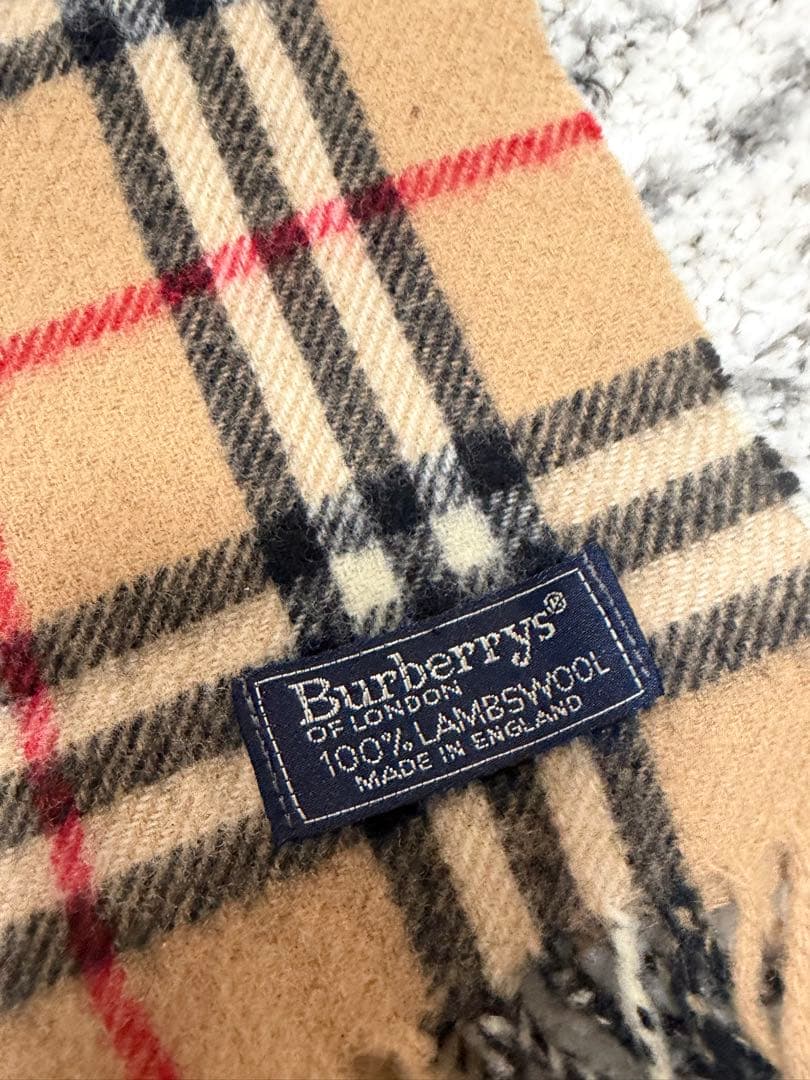 Burberrys®
OF LONDON
100% LAMBSWOOL
MADE IN ENGLAND